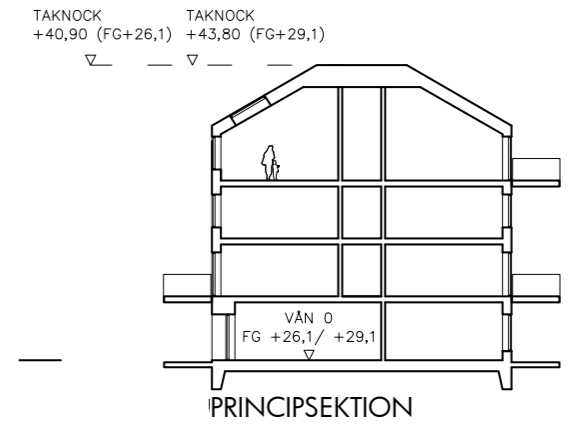 TAKNOCK
+40,90 (FG+26,1)
TAKNOCK
+43,80 (FG+29,1)
VÅN 0
FG +26,1/ +29,1
PRINCIPSEKTION